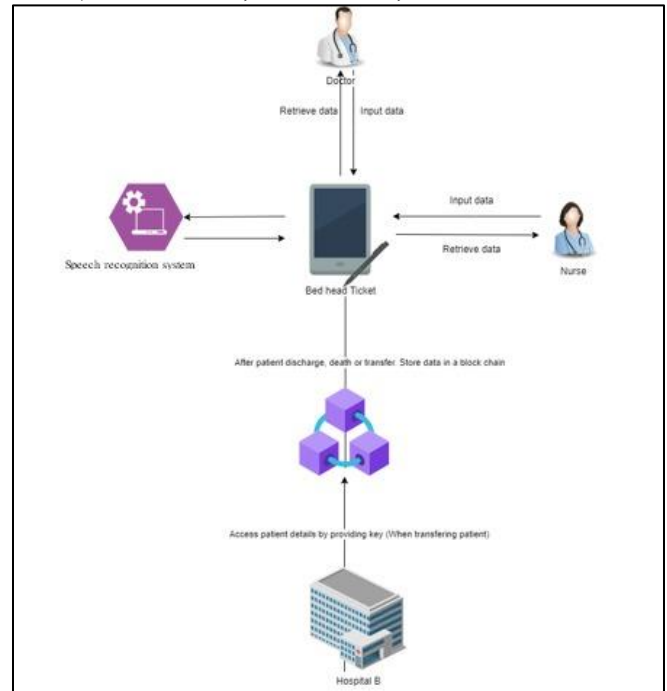 Doctor
Retrieve data
Input data
Input data
Speech recognition system
Retrieve data
Nurse
Bed head Ticket
After patient discharge, death or transfer. Store data in a block chain
Access patient details by providing key (When transfering patient)
Hospital B